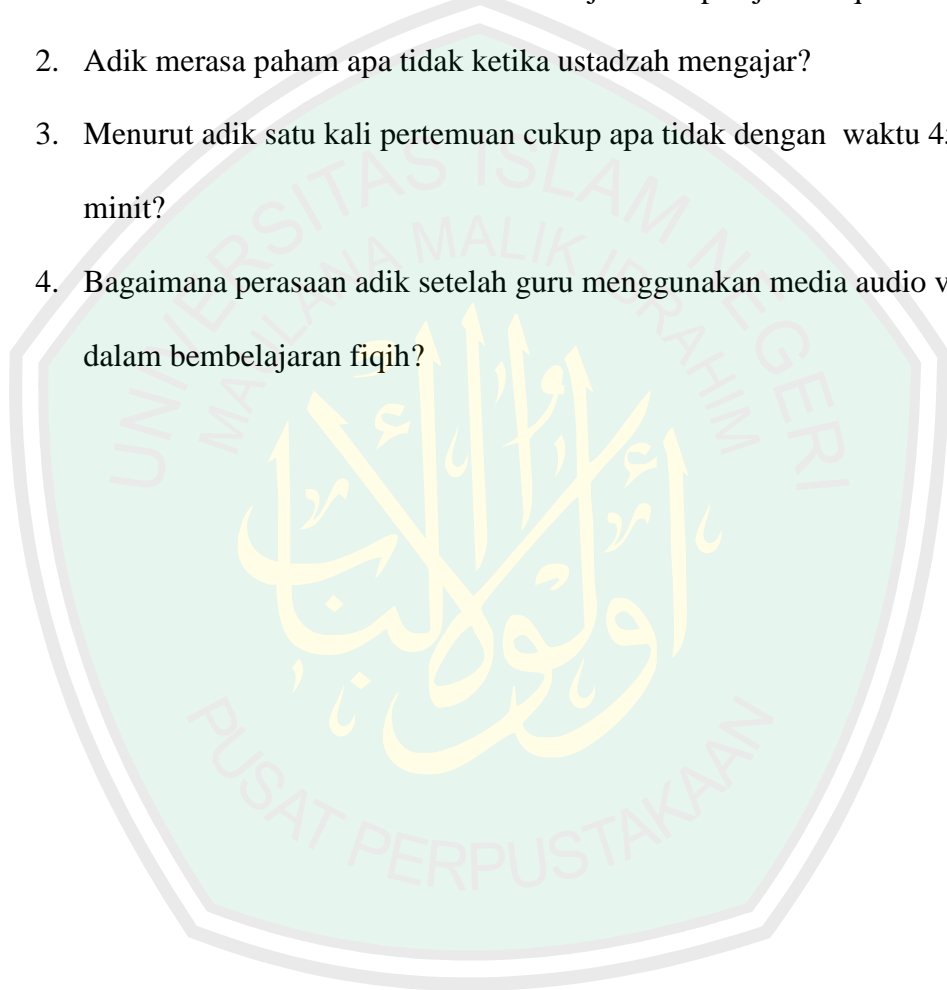 2. Adik merasa paham apa tidak ketika ustadzah mengajar?
3. Menurut adik satu kali pertemuan cukup apa tidak dengan waktu
minit?
4. Bagaimana perasaan adik setelah guru menggunakan media audio
dalam bembelajaran fiqih?
UNIVERSITAS ISLAM NEGERI
MAULANA MALIK IBRAHIM
أولوا الألباب
PUSAT PERPUSTAKAAN